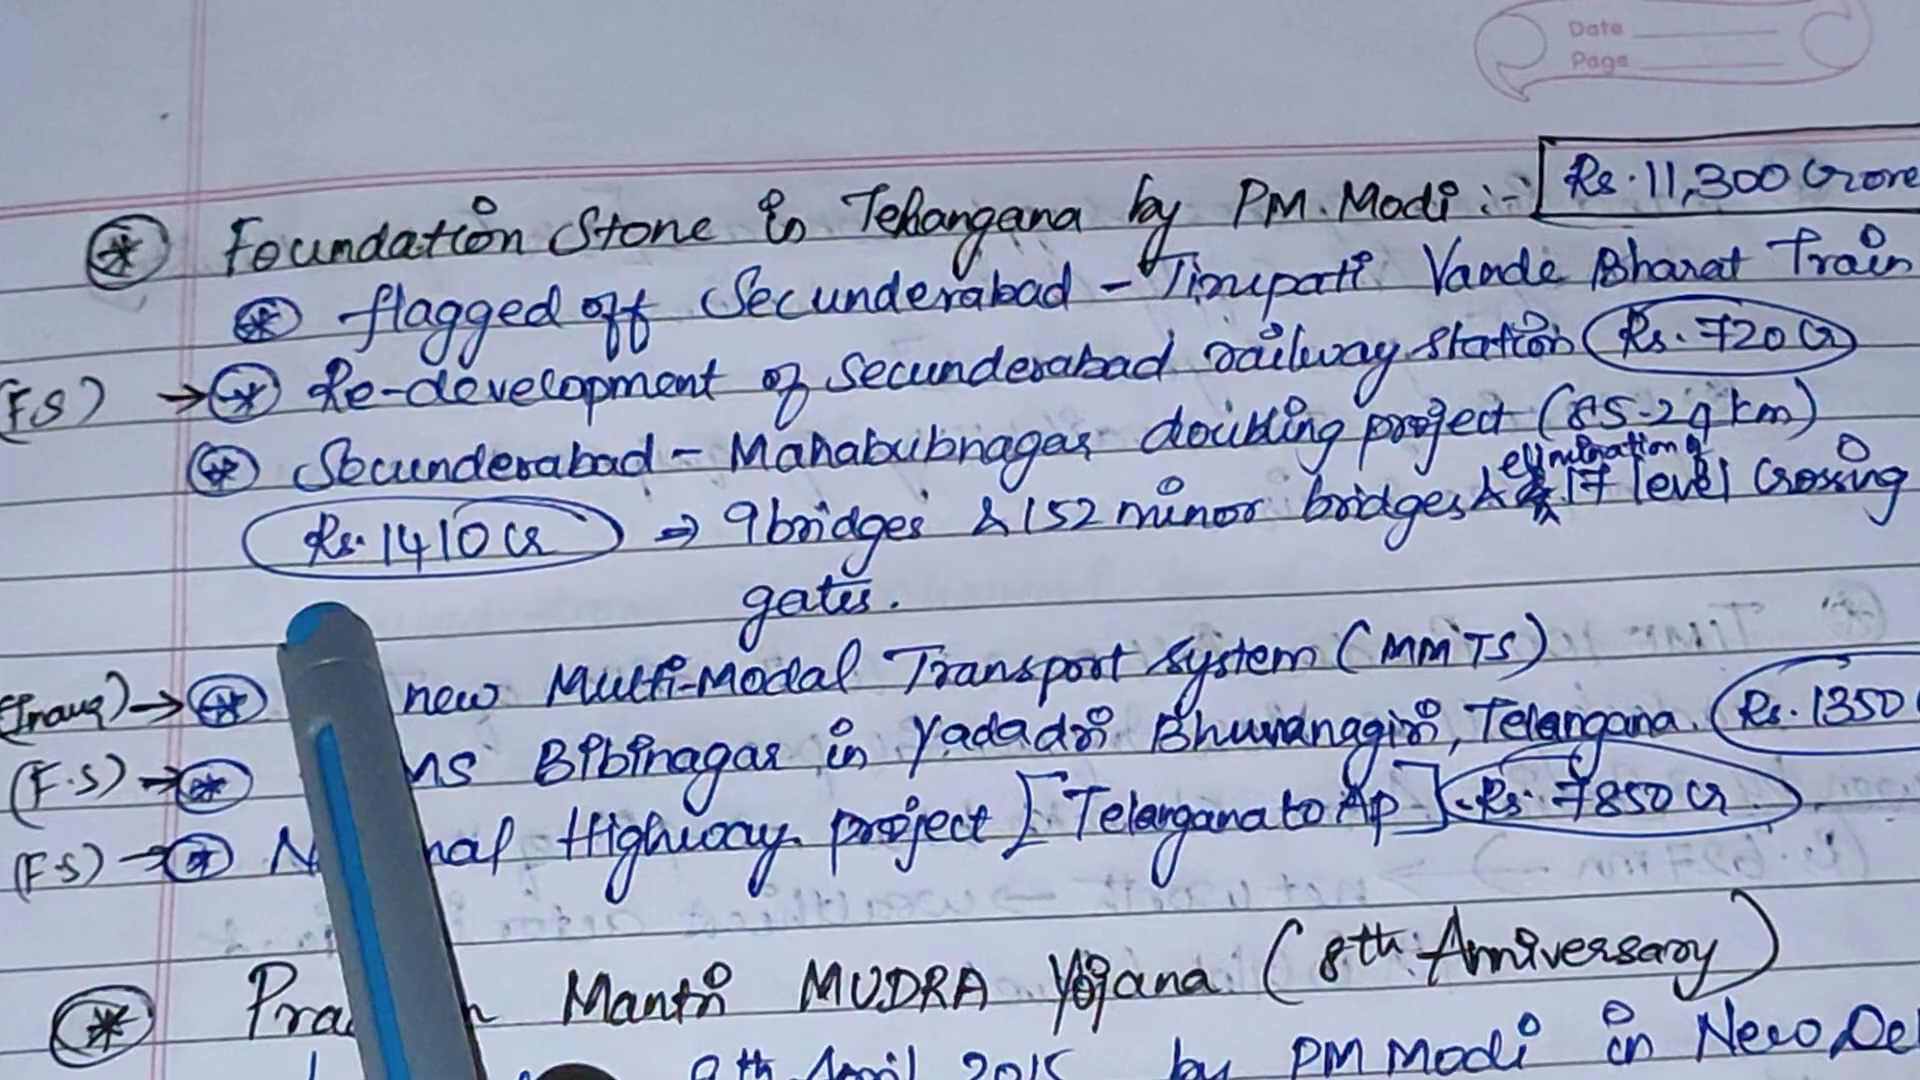 Date
Page
Foundation Stone in Telangana by PM. Modi :- Rs. 11,300 Crore
flagged off Secunderabad - Tirupati Vande Bharat Train
(F.S) → Re-development of Secunderabad railway station Rs. 720 Cr
Secunderabad - Mahabubnagar doubling project (85.24 km)
Rs. 1410 Cr ⇒ 9 bridges & 152 minor bridges & elimination of 17 level crossing
gates.
→ new Multi-Modal Transport System (MMTS)
(F.S) → Bibinagar in Yadadri Bhuvanagiri, Telangana. Rs. 1350
(F.S) → Highway project [Telangana to AP] Rs. 7850 Cr
Mantri MUDRA Yojana (8th Anniversary)
8th April 2015 by PM Modi in New